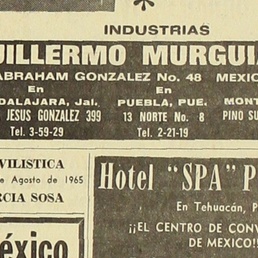 INDUSTRIAS
UILLERMO MURGUI
ABRAHAM GONZALEZ No. 48 MEXICO
En En
DALAJARA, Jal. PUEBLA, PUE. MONT
JESUS GONZALEZ 399 13 NORTE No. 8 PINO SU
Tel. 3-59-29 Tel. 2-21-19
VILISTICA
e Agosto de 1965
RCIA SOSA
éxico
Hotel "SPA" P
En Tehuacán, P
¡¡EL CENTRO DE CONV
DE MEXICO!!